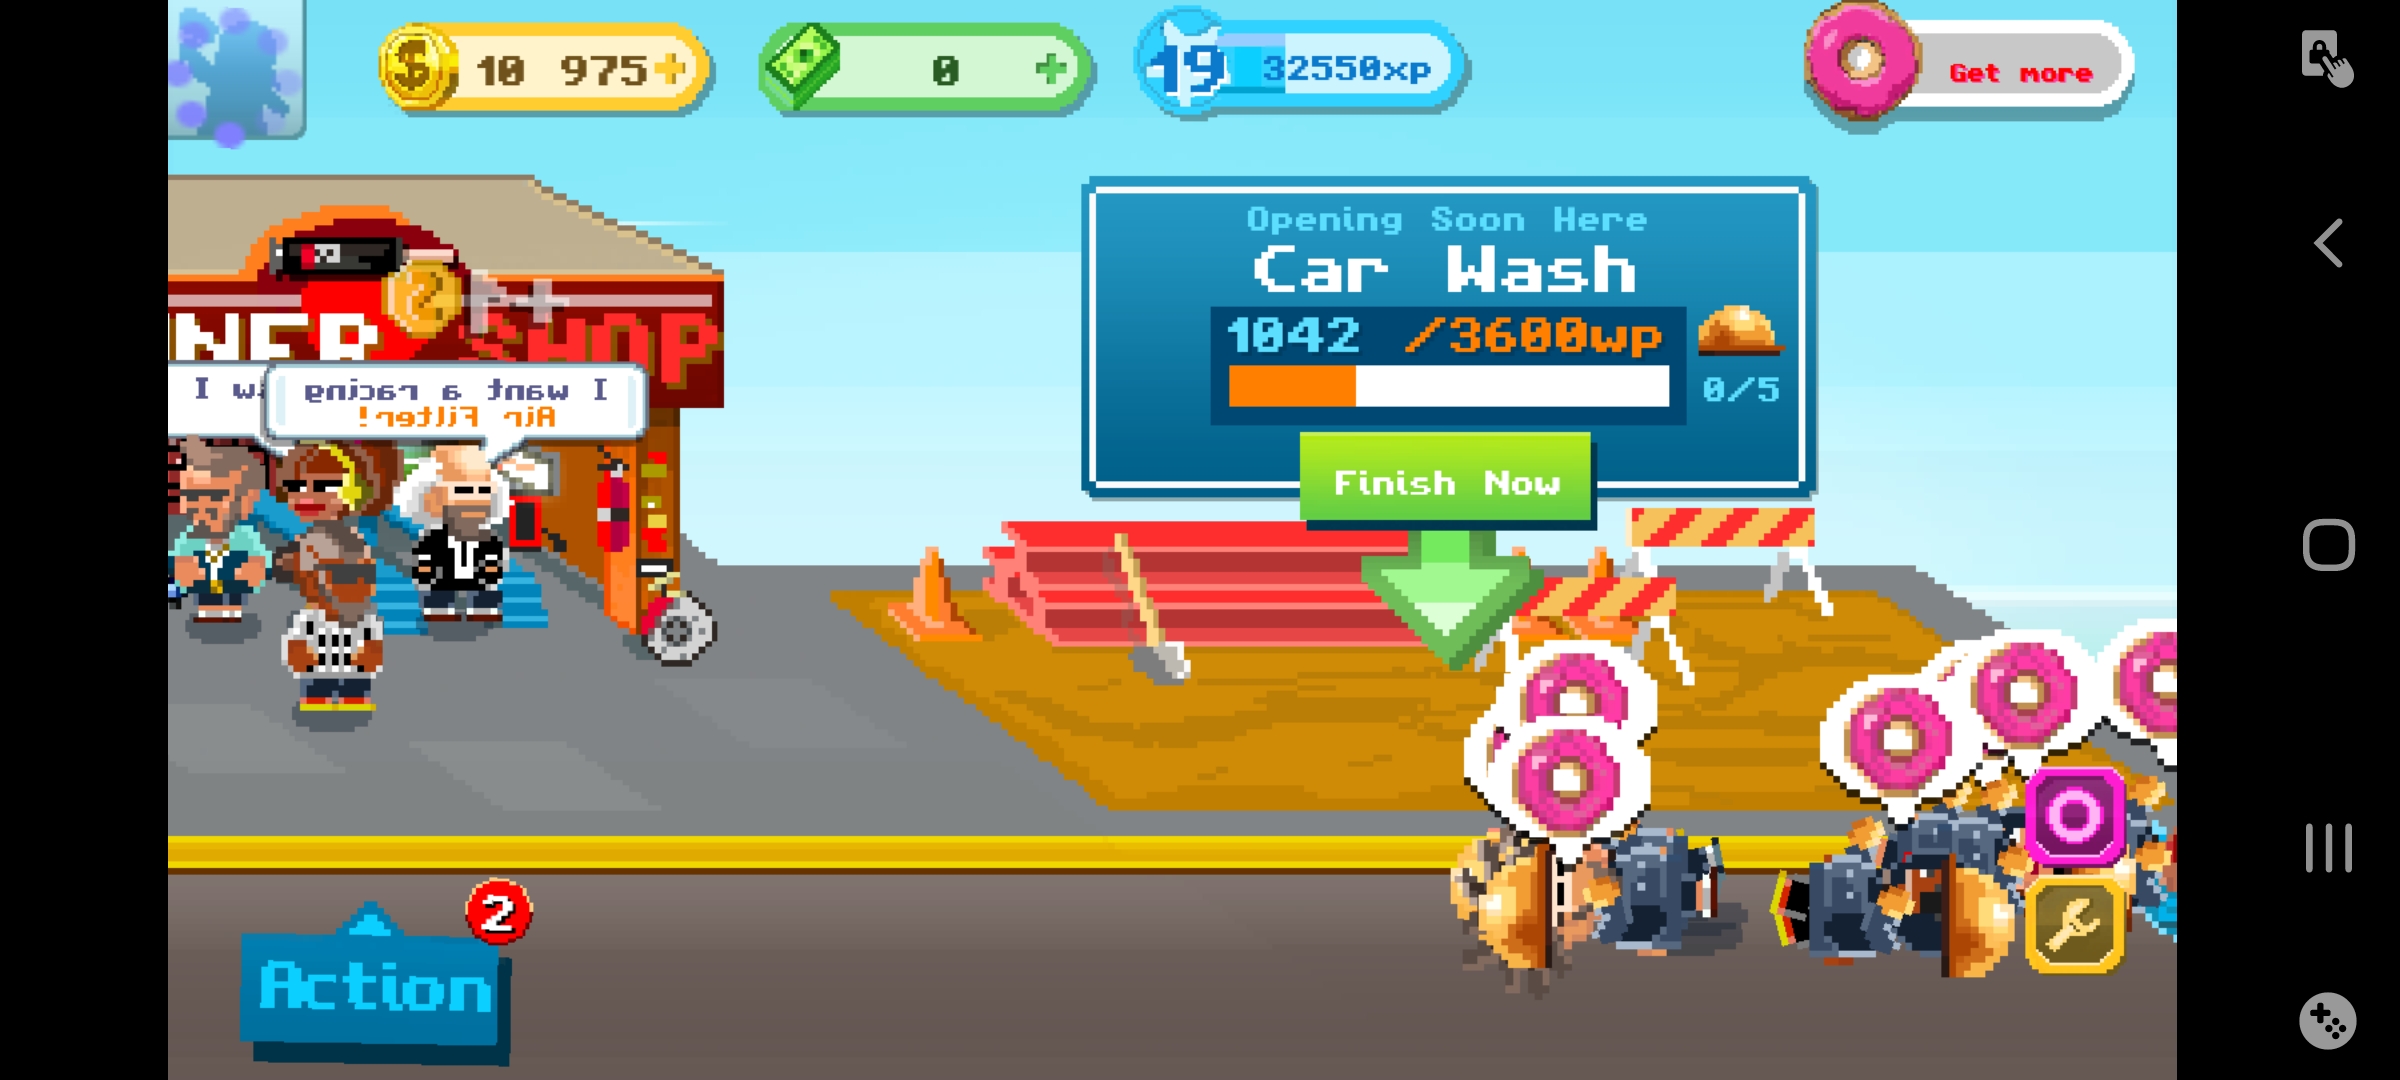 10 975
0
19
32550xp
Get more
Opening Soon Here
Car Wash
1042 /3600wp
0/5
Finish Now
SHOP
I want a racing
Air Filter!
I
2
Action